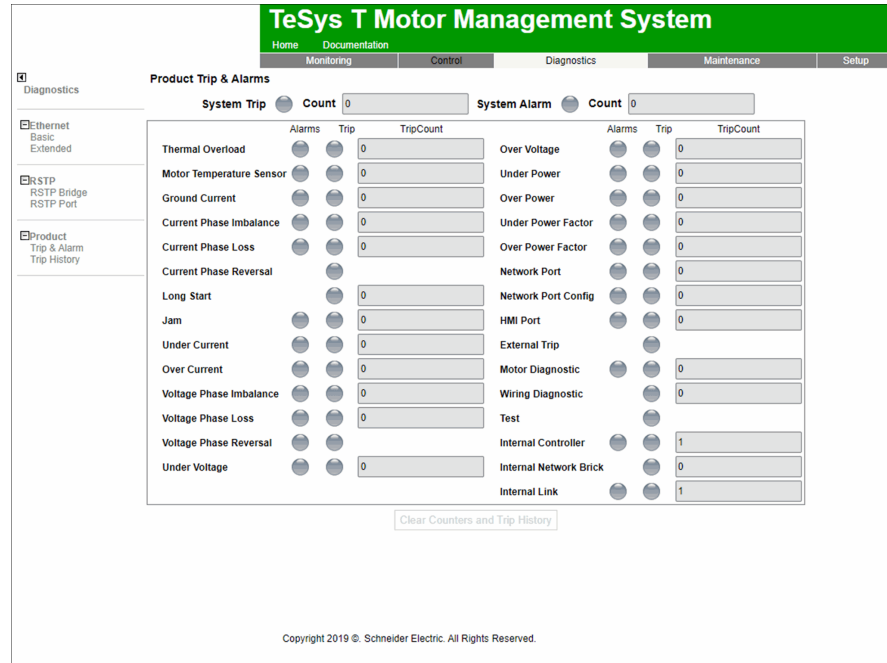 TeSys T Motor Management System
Home Documentation
Monitoring Control Diagnostics Maintenance Setup
Diagnostics
Ethernet
Basic
Extended
RSTP
RSTP Bridge
RSTP Port
Product
Trip & Alarm
Trip History
Product Trip & Alarms
System Trip Count 0 System Alarm Count 0
Alarms Trip TripCount Alarms Trip TripCount
Thermal Overload 0 Over Voltage 0
Motor Temperature Sensor 0 Under Power 0
Ground Current 0 Over Power 0
Current Phase Imbalance 0 Under Power Factor 0
Current Phase Loss 0 Over Power Factor 0
Current Phase Reversal Network Port 0
Long Start 0 Network Port Config 0
Jam 0 HMI Port 0
Under Current 0 External Trip
Over Current 0 Motor Diagnostic 0
Voltage Phase Imbalance 0 Wiring Diagnostic 0
Voltage Phase Loss 0 Test
Voltage Phase Reversal Internal Controller 1
Under Voltage 0 Internal Network Brick 0
Internal Link 1
Clear Counters and Trip History
Copyright 2019 ©. Schneider Electric. All Rights Reserved.